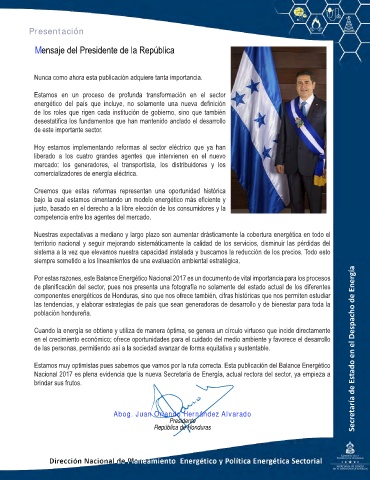 Presentación
Mensaje del Presidente de la República
Nunca como ahora esta publicación adquiere tanta importancia.
Estamos en un proceso de profunda transformación en el sector
energético del país que incluye, no solamente una nueva definición
de los roles que rigen cada institución de gobierno, sino que también
desestatifica los fundamentos que han mantenido anclado el desarrollo
de este importante sector.
Hoy estamos implementando reformas al sector eléctrico que ya han
liberado a los cuatro grandes agentes que intervienen en el nuevo
mercado: los generadores, el transportista, los distribuidores y los
comercializadores de energía eléctrica.
Creemos que estas reformas representan una oportunidad histórica
bajo la cual estamos cimentando un modelo energético más eficiente y
justo, basado en el derecho a la libre elección de los consumidores y la
competencia entre los agentes del mercado.
Nuestras expectativas a mediano y largo plazo son aumentar drásticamente la cobertura energética en todo el
territorio nacional y seguir mejorando sistemáticamente la calidad de los servicios, disminuir las pérdidas del
sistema a la vez que elevamos nuestra capacidad instalada y buscamos la reducción de los precios. Todo esto
siempre sometido a los lineamientos de una evaluación ambiental estratégica.
Por estas razones, este Balance Energético Nacional 2017 es un documento de vital importancia para los procesos
de planificación del sector, pues nos presenta una fotografía no solamente del estado actual de los diferentes
componentes energéticos de Honduras, sino que nos ofrece también, cifras históricas que nos permiten estudiar
las tendencias, y elaborar estrategias de país que sean generadoras de desarrollo y de bienestar para toda la
población hondureña.
Cuando la energía se obtiene y utiliza de manera óptima, se genera un círculo virtuoso que incide directamente
en el crecimiento económico; ofrece oportunidades para el cuidado del medio ambiente y favorece el desarrollo
de las personas, permitiendo así a la sociedad avanzar de forma equitativa y sustentable.
Estamos muy optimistas pues sabemos que vamos por la ruta correcta. Esta publicación del Balance Energético
Nacional 2017 es plena evidencia que la nueva Secretaría de Energía, actual rectora del sector, ya empieza a
brindar sus frutos.
Abog. Juan Orlando Hernández Alvarado
Presidente
República de Honduras
Secretaría de Estado en el Despacho de Energía
Dirección Nacional de Planeamiento Energético y Política Energética Sectorial